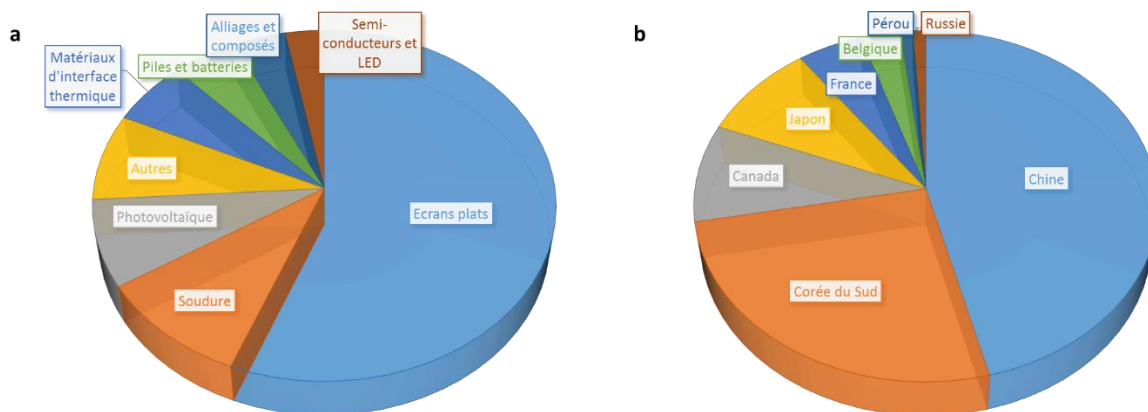 a
Alliages et
composés
Semi-
conducteurs et
LED
Matériaux
d'interface
thermique
Piles et batteries
Autres
Photovoltaïque
Soudure
Ecrans plats
b
Pérou
Russie
Belgique
France
Japon
Canada
Chine
Corée du Sud